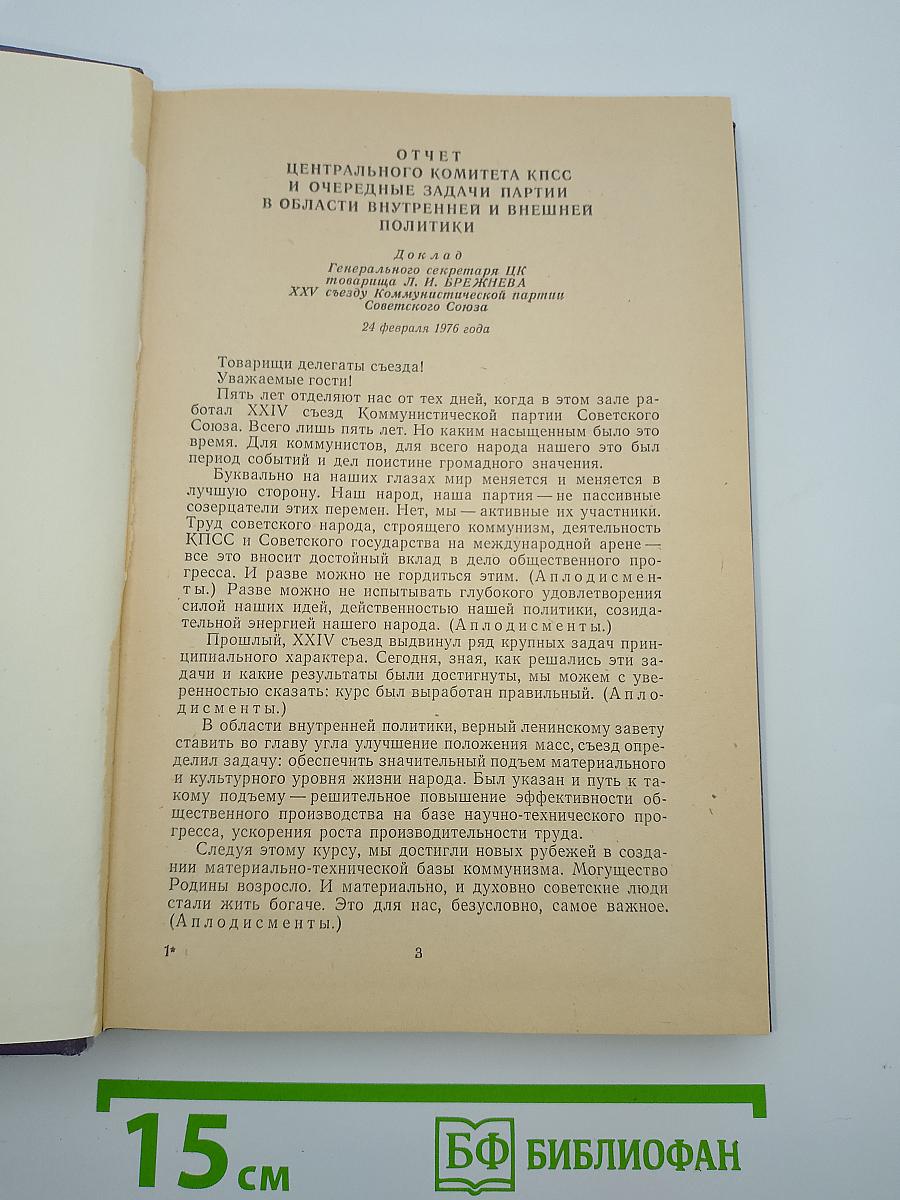 ОТЧЕТ
ЦЕНТРАЛЬНОГО КОМИТЕТА КПСС
И ОЧЕРЕДНЫЕ ЗАДАЧИ ПАРТИИ
В ОБЛАСТИ ВНУТРЕННЕЙ И ВНЕШНЕЙ
ПОЛИТИКИ
Доклад
Генерального секретаря ЦК
товарища Л. И. БРЕЖНЕВА
XXV съезду Коммунистической партии
Советского Союза
24 февраля 1976 года
Товарищи делегаты съезда!
Уважаемые гости!
Пять лет отделяют нас от тех дней, когда в этом зале ра-
ботал XXIV съезд Коммунистической партии Советского
Союза. Всего лишь пять лет. Но каким насыщенным было это
время. Для коммунистов, для всего народа нашего это был
период событий и дел поистине громадного значения.
Буквально на наших глазах мир меняется и меняется в
лучшую сторону. Наш народ, наша партия — не пассивные
созерцатели этих перемен. Нет, мы — активные их участники.
Труд советского народа, строящего коммунизм, деятельность
КПСС и Советского государства на международной арене —
все это вносит достойный вклад в дело общественного про-
гресса. И разве можно не гордиться этим. (Аплодисмен-
ты.) Разве можно не испытывать глубокого удовлетворения
силой наших идей, действенностью нашей политики, созида-
тельной энергией нашего народа. (Аплодисменты.)
Прошлый, XXIV съезд выдвинул ряд крупных задач прин-
ципиального характера. Сегодня, зная, как решались эти за-
дачи и какие результаты были достигнуты, мы можем с уве-
ренностью сказать: курс был выработан правильный. (Апло-
дисменты.)
В области внутренней политики, верный ленинскому завету
ставить во главу угла улучшение положения масс, съезд опре-
делил задачу: обеспечить значительный подъем материального
и культурного уровня жизни народа. Был указан и путь к та-
кому подъему — решительное повышение эффективности об-
щественного производства на базе научно-технического про-
гресса, ускорения роста производительности труда.
Следуя этому курсу, мы достигли новых рубежей в созда-
нии материально-технической базы коммунизма. Могущество
Родины возросло. И материально, и духовно советские люди
стали жить богаче. Это для нас, безусловно, самое важное.
(Аплодисменты.)
1* 3
15 см БФ БИБЛИОФАН